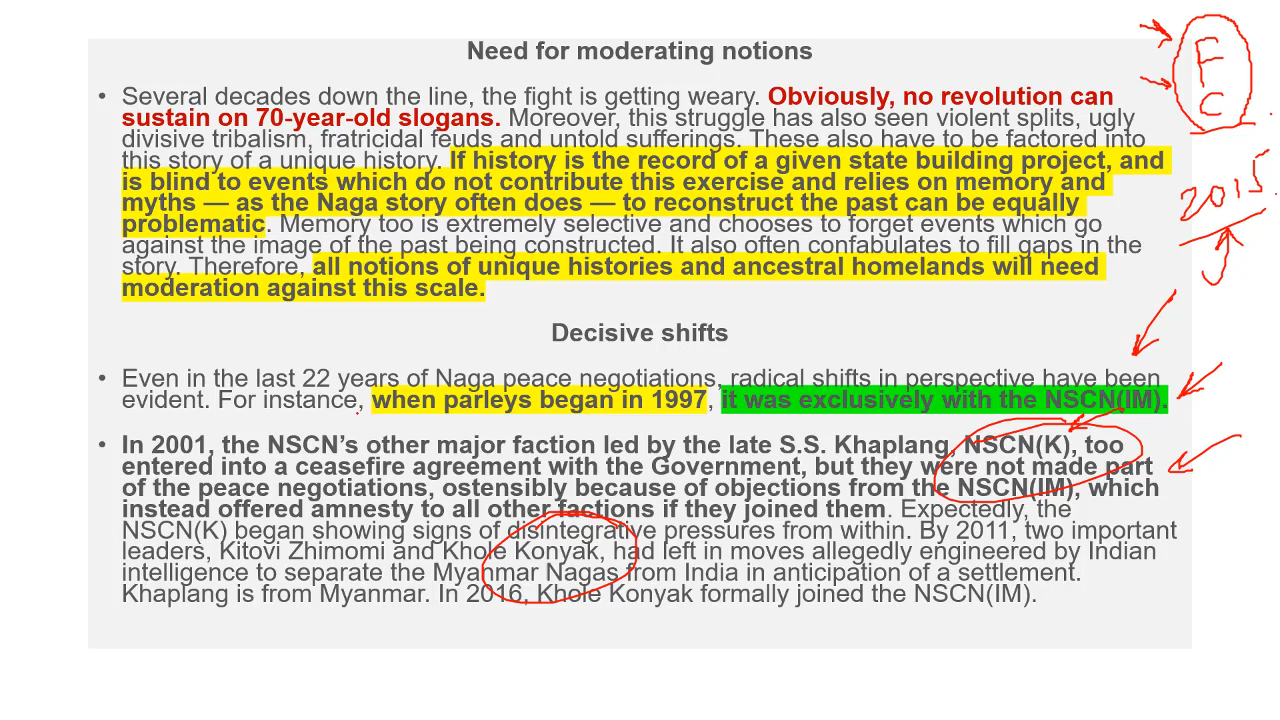 Need for moderating notions
• Several decades down the line, the fight is getting weary. Obviously, no revolution can
sustain on 70-year-old slogans. Moreover, this struggle has also seen violent splits, ugly
divisive tribalism, fratricidal feuds and untold sufferings. These also have to be factored into
this story of a unique history. If history is the record of a given state building project, and
is blind to events which do not contribute this exercise and relies on memory and
myths — as the Naga story often does — to reconstruct the past can be equally
problematic. Memory too is extremely selective and chooses to forget events which go
against the image of the past being constructed. It also often confabulates to fill gaps in the
story. Therefore, all notions of unique histories and ancestral homelands will need
moderation against this scale.
Decisive shifts
• Even in the last 22 years of Naga peace negotiations, radical shifts in perspective have been
evident. For instance, when parleys began in 1997, it was exclusively with the NSCN(IM).
• In 2001, the NSCN’s other major faction led by the late S.S. Khaplang, NSCN(K), too
entered into a ceasefire agreement with the Government, but they were not made part
of the peace negotiations, ostensibly because of objections from the NSCN(IM), which
instead offered amnesty to all other factions if they joined them. Expectedly, the
NSCN(K) began showing signs of disintegrative pressures from within. By 2011, two important
leaders, Kitovi Zhimomi and Khole Konyak, had left in moves allegedly engineered by Indian
intelligence to separate the Myanmar Nagas from India in anticipation of a settlement.
Khaplang is from Myanmar. In 2016, Khole Konyak formally joined the NSCN(IM).
F
C
2015